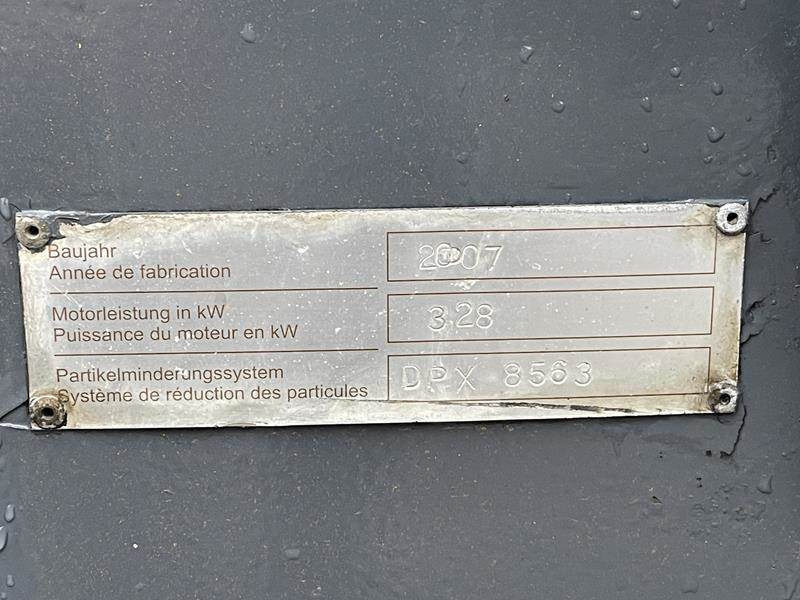 Baujahr
Année de fabrication
2007
Motorleistung in kW
Puissance du moteur en kW
328
Partikelminderungssystem
Système de réduction des particules
DPX 8563